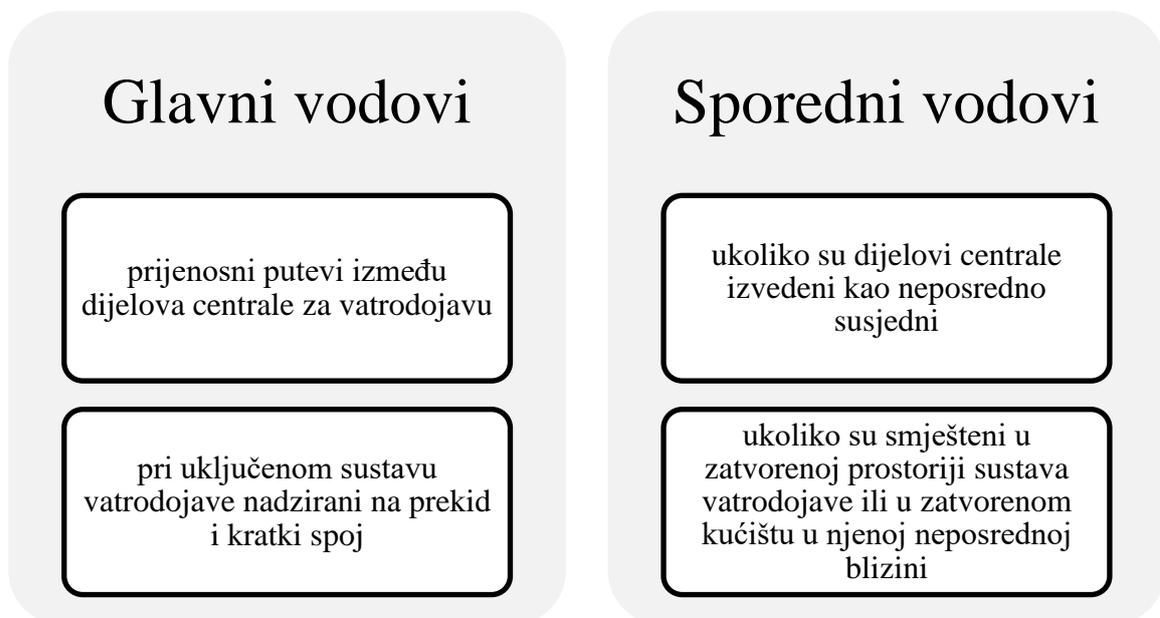 Glavni vodovi
prijenosni putevi između
dijelova centrale za vatrodojavu
pri uključenom sustavu
vatrodojave nadzirani na prekid
i kratki spoj
Sporedni vodovi
ukoliko su dijelovi centrale
izvedeni kao neposredno
susjedni
ukoliko su smješteni u
zatvorenoj prostoriji sustava
vatrodojave ili u zatvorenom
kućištu u njenoj neposrednoj
blizini